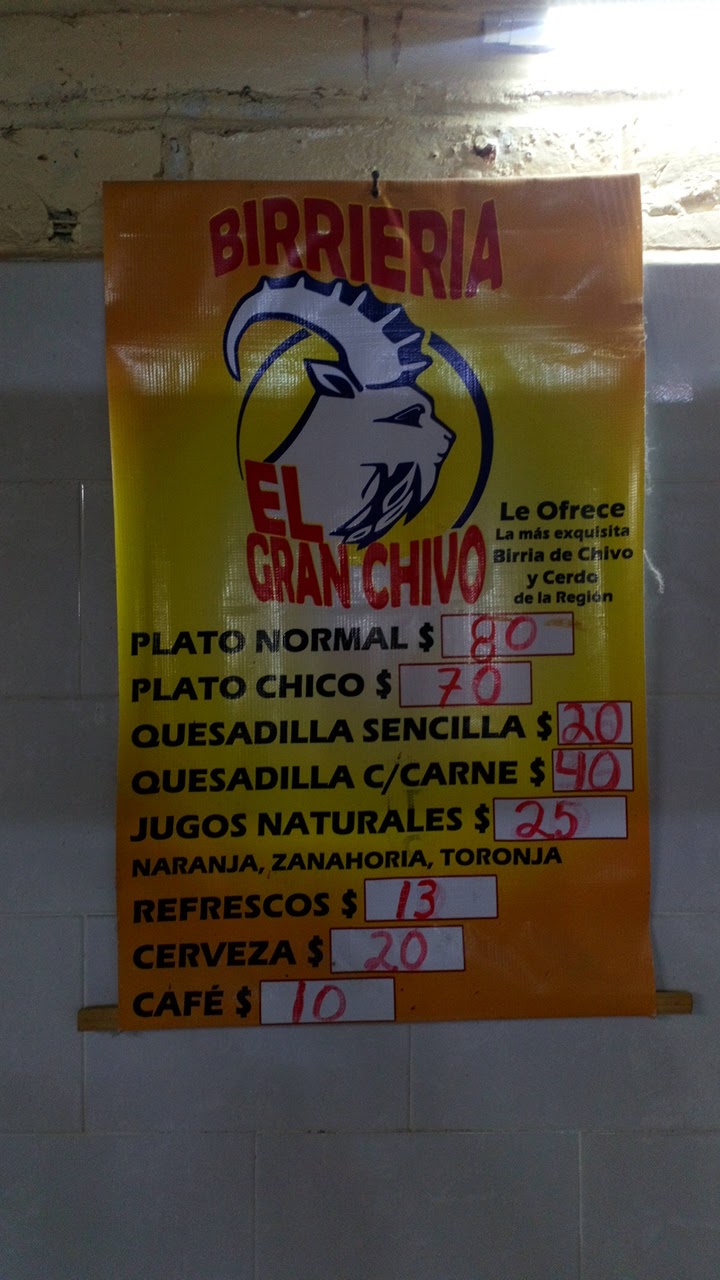 BIRRIERIA
EL
GRAN CHIVO
Le Ofrece
La más exquisita
Birria de Chivo
y Cerdo
de la Región
PLATO NORMAL $ 80
PLATO CHICO $ 70
QUESADILLA SENCILLA $ 20
QUESADILLA C/CARNE $ 40
JUGOS NATURALES $ 25
NARANJA, ZANAHORIA, TORONJA
REFRESCOS $ 13
CERVEZA $ 20
CAFÉ $ 10